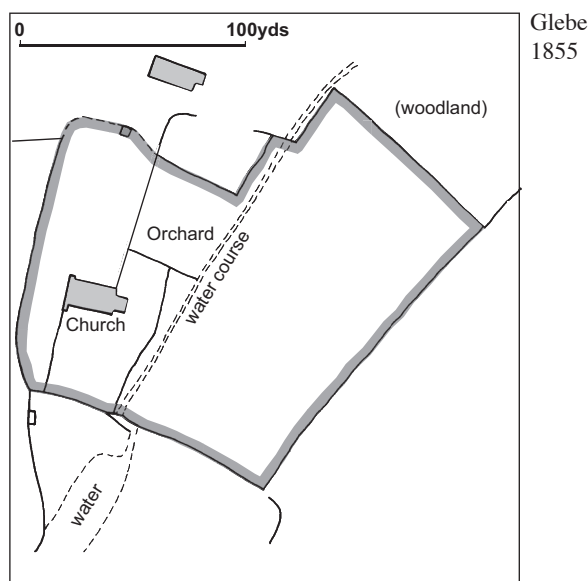 0 100yds
Glebe
1855
(woodland)
Orchard
water course
Church
water